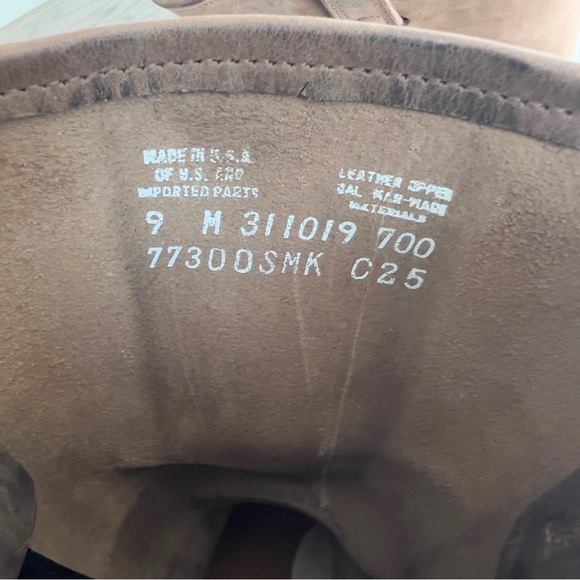 MADE IN U.S.A.
OF U.S. AND
IMPORTED PARTS
LEATHER UPPER
BAL MAN-MADE
MATERIALS
9 M 311019 700
77300SMK C25